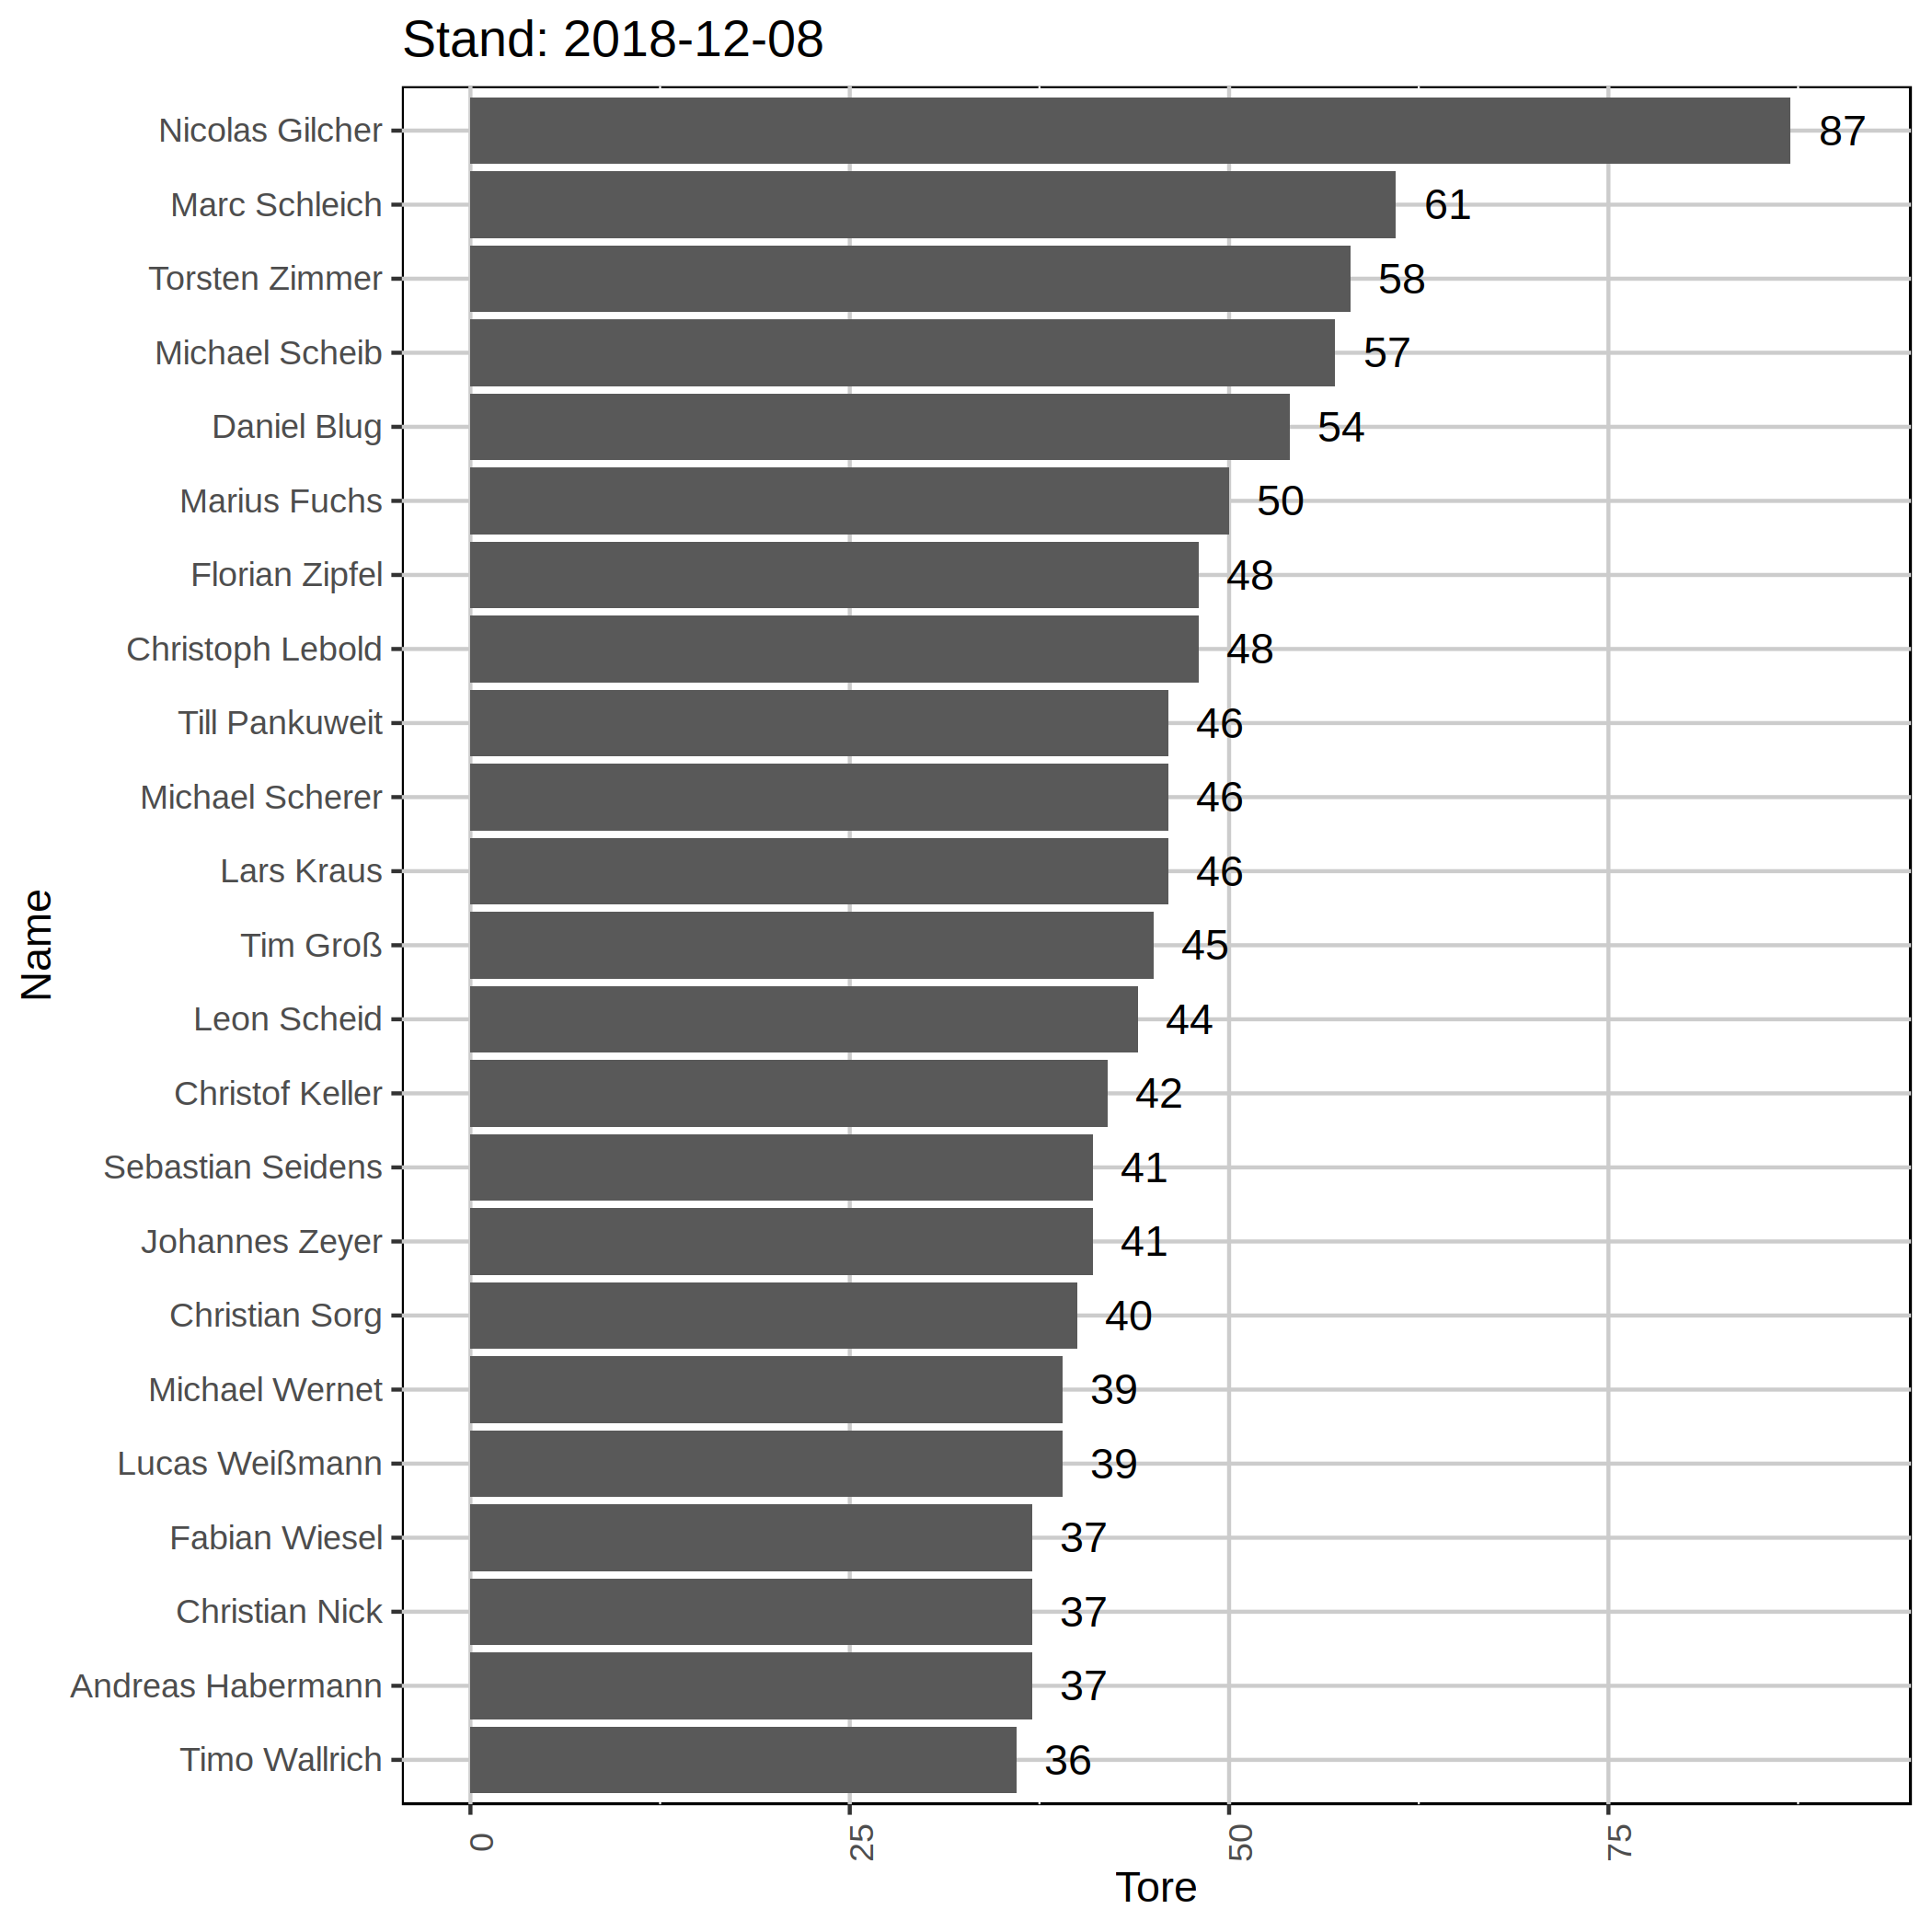 Stand: 2018-12-08
Nicolas Gilcher 87
Marc Schleich 61
Torsten Zimmer 58
Michael Scheib 57
Daniel Blug 54
Marius Fuchs 50
Florian Zipfel 48
Christoph Lebold 48
Till Pankuweit 46
Michael Scherer 46
Lars Kraus 46
Tim Groß 45
Leon Scheid 44
Christof Keller 42
Sebastian Seidens 41
Johannes Zeyer 41
Christian Sorg 40
Michael Wernet 39
Lucas Weißmann 39
Fabian Wiesel 37
Christian Nick 37
Andreas Habermann 37
Timo Wallrich 36
Name
0 25 50 75
Tore